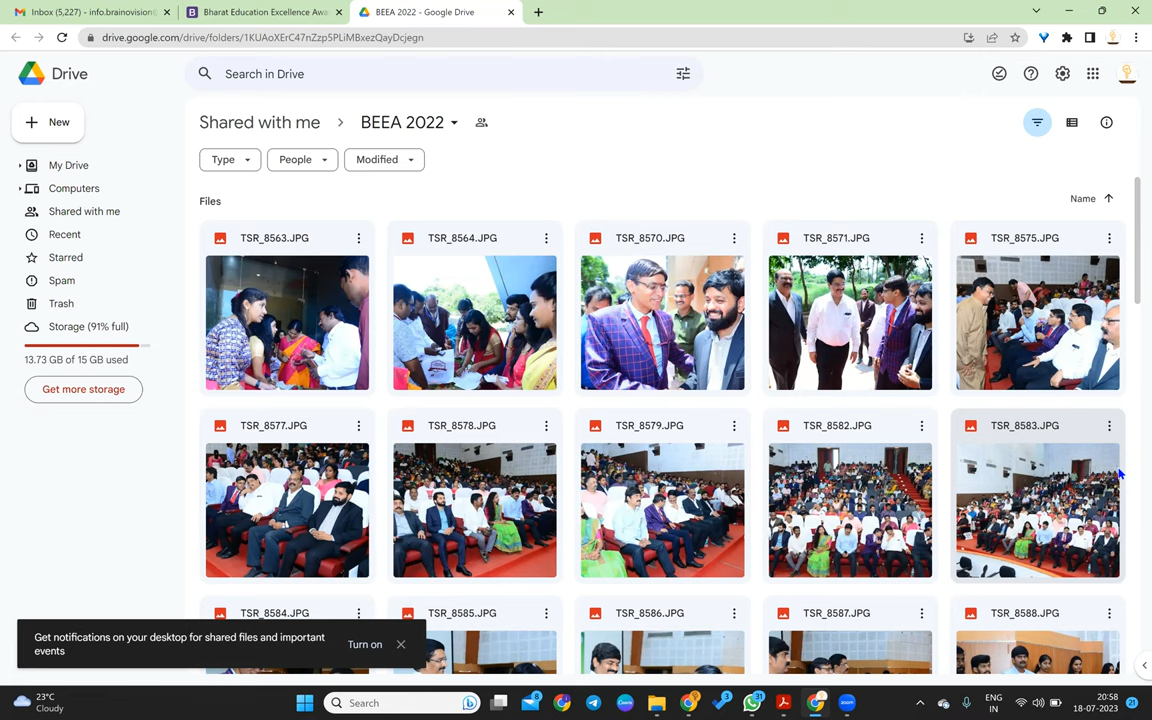 Inbox (5,227) - info.brainovision@
Bharat Education Excellence Awa
BEEA 2022 - Google Drive
drive.google.com/drive/folders/1KUAoXErC47nZzp5PLiMBxezQayDcjegn
Drive
Search in Drive
New
Shared with me
BEEA 2022
Type
People
Modified
My Drive
Computers
Shared with me
Recent
Starred
Spam
Trash
Storage (91% full)
13.73 GB of 15 GB used
Get more storage
Files
Name
TSR_8563.JPG
TSR_8564.JPG
TSR_8570.JPG
TSR_8571.JPG
TSR_8575.JPG
TSR_8577.JPG
TSR_8578.JPG
TSR_8579.JPG
TSR_8582.JPG
TSR_8583.JPG
TSR_8584.JPG
TSR_8585.JPG
TSR_8586.JPG
TSR_8587.JPG
TSR_8588.JPG
Get notifications on your desktop for shared files and important
events
Turn on
23°C
Cloudy
Search
8
3
31
ENG
IN
20:58
18-07-2023
21